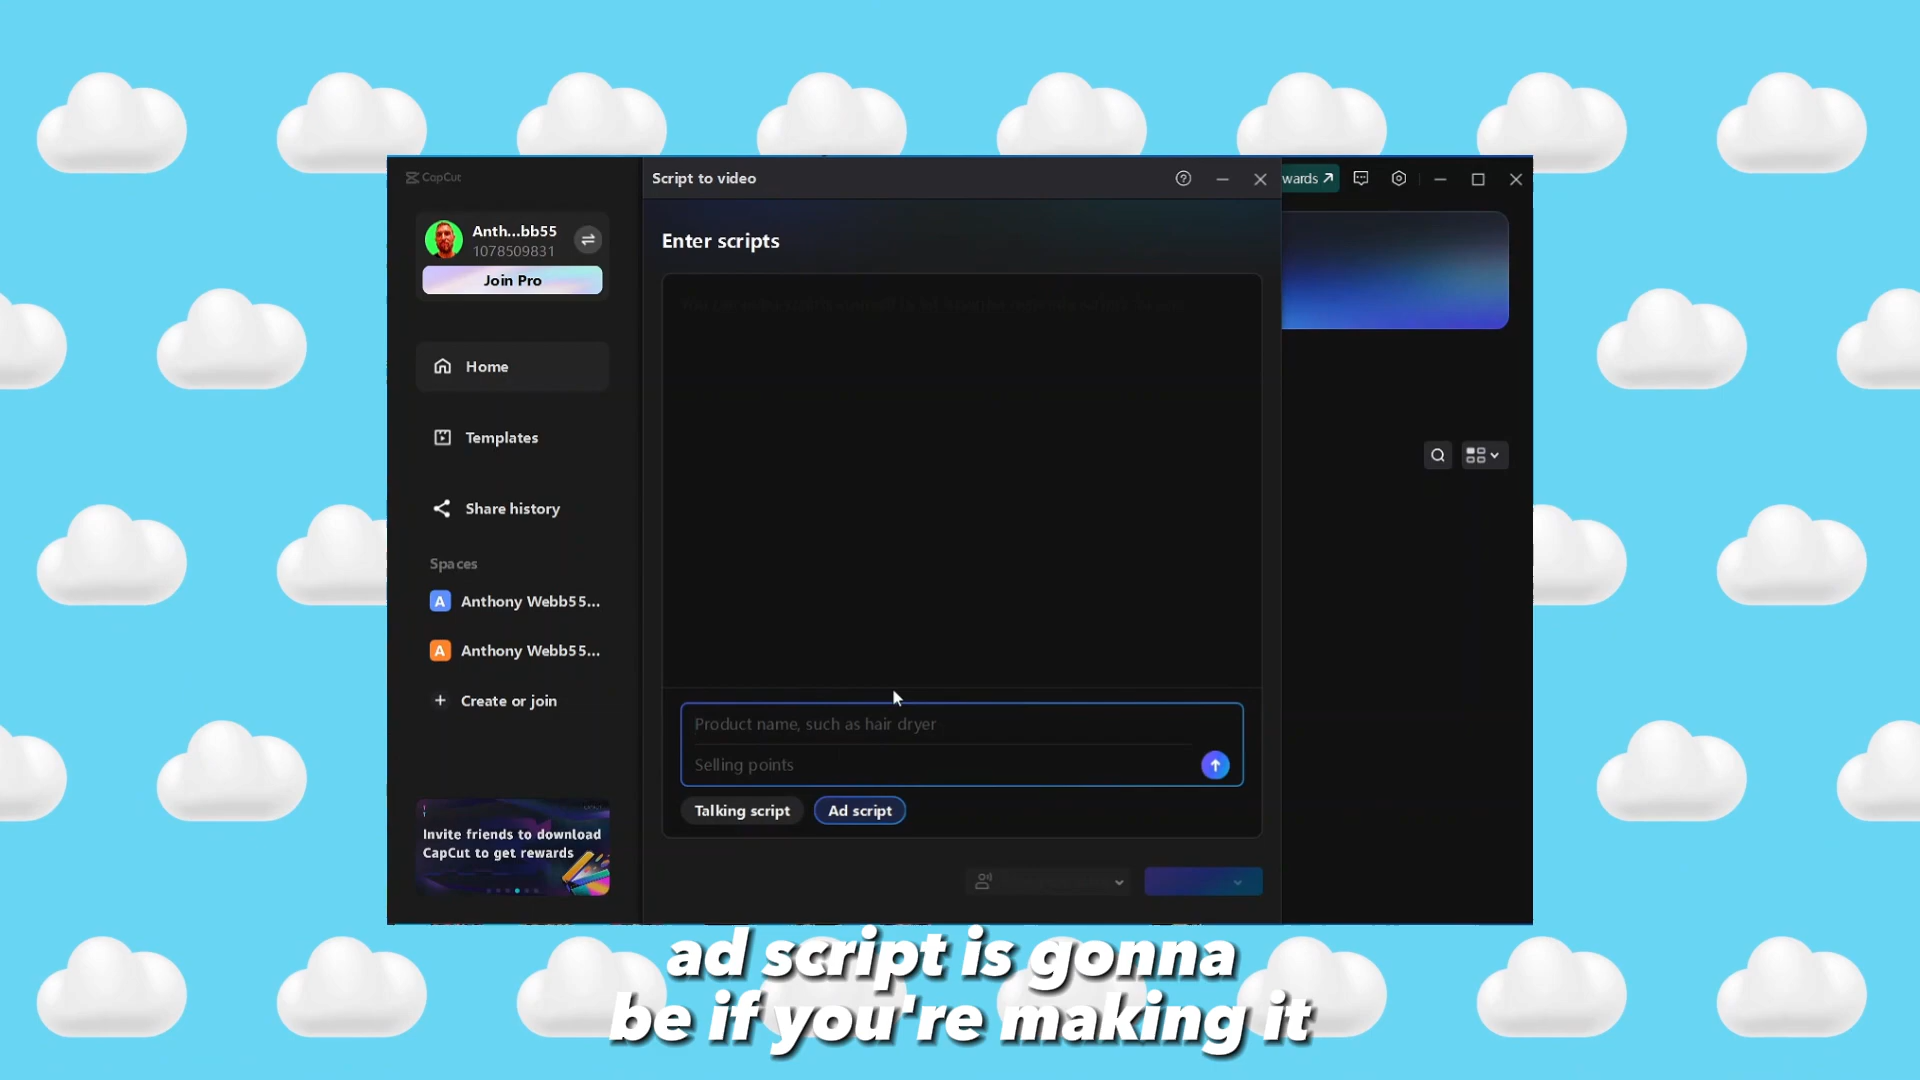 CapCut
Script to video
wards
Anth...bb55
1078509831
Join Pro
Enter scripts
Home
Templates
Share history
Spaces
A Anthony Webb55...
A Anthony Webb55...
+ Create or join
Product name, such as hair dryer
Selling points
Talking script
Ad script
Invite friends to download
CapCut to get rewards
ad script is gonna
be if you're making it